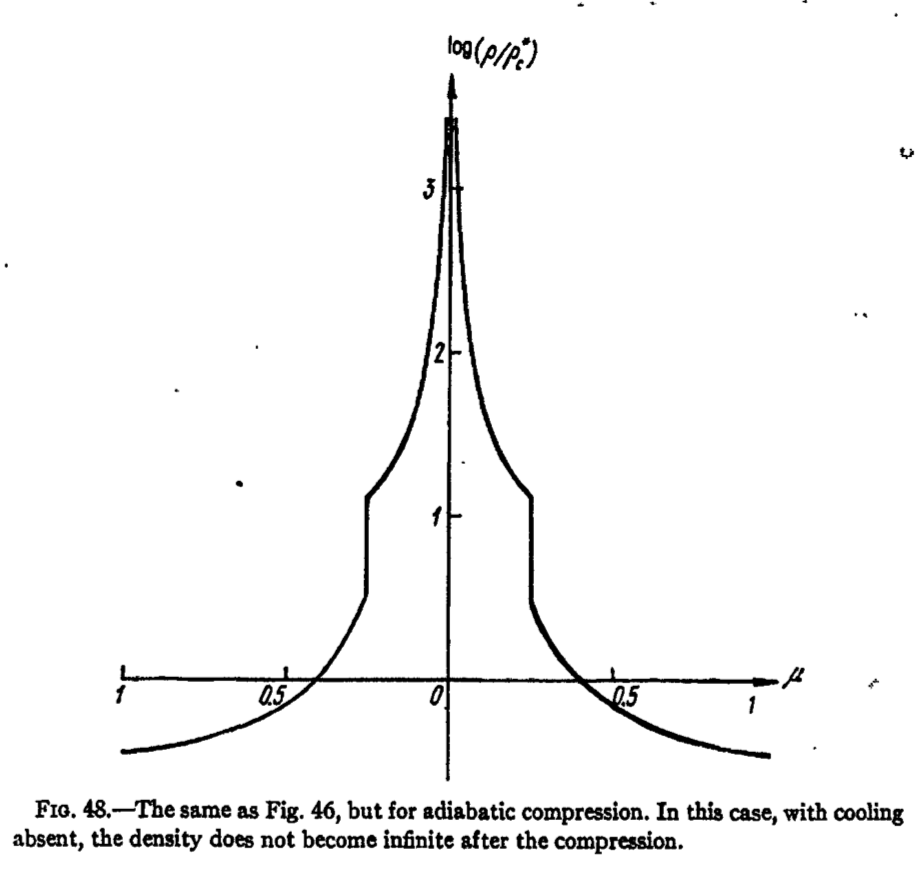 log(ρ/ρc*)
3
2
1
1 0.5 0 0.5 1 μ
FIG. 48.—The same as Fig. 46, but for adiabatic compression. In this case, with cooling
absent, the density does not become infinite after the compression.